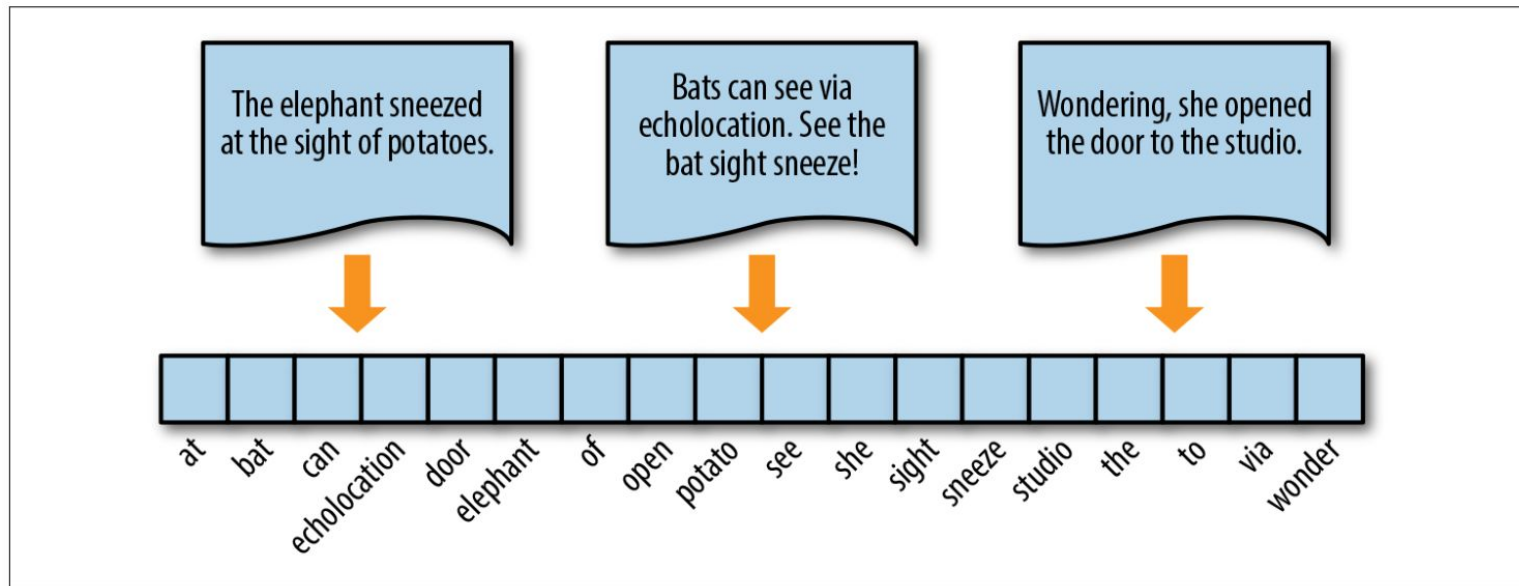 The elephant sneezed
at the sight of potatoes.
Bats can see via
echolocation. See the
bat sight sneeze!
Wondering, she opened
the door to the studio.
at
bat
can
echolocation
door
elephant
of
open
potato
see
she
sight
sneeze
studio
the
to
via
wonder